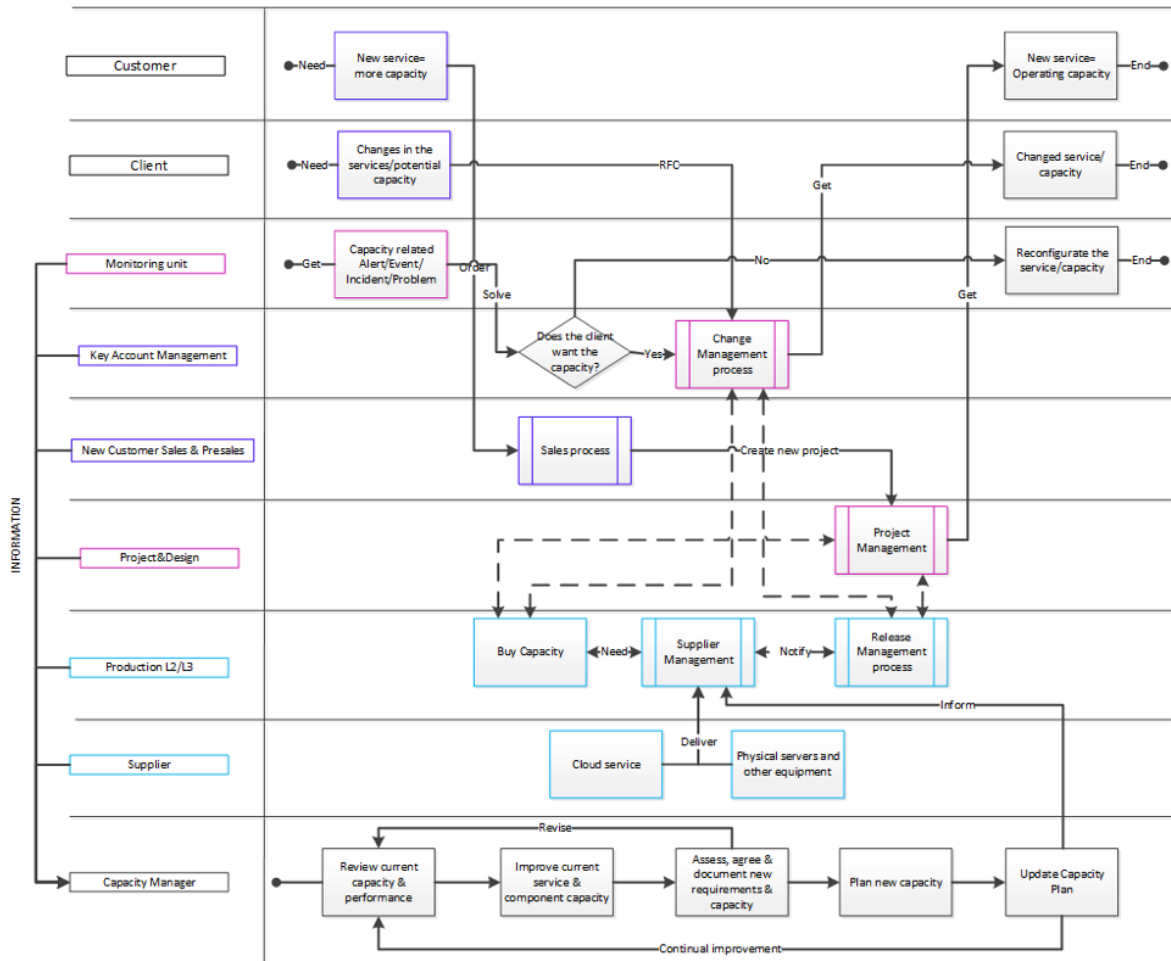 Customer
Need
New service=
more capacity
New service=
Operating capacity
End
Client
Need
Changes in the
services/potential
capacity
RFC
Get
Changed service/
capacity
End
Monitoring unit
Get
Capacity related
Alert/Event/
Incident/Problem
Order
Solve
No
Reconfigurate the
service/capacity
End
Get
Key Account Management
Does the client
want the
capacity?
Yes
Change
Management
process
New Customer Sales & Presales
Sales process
Create new project
INFORMATION
Project&Design
Project
Management
Production L2/L3
Buy Capacity
Need
Supplier
Management
Notify
Release
Management
process
Inform
Supplier
Cloud service
Deliver
Physical servers and
other equipment
Capacity Manager
Revise
Review current
capacity &
performance
Improve current
service &
component capacity
Assess, agree &
document new
requirements &
capacity
Plan new capacity
Update Capacity
Plan
Continual improvement